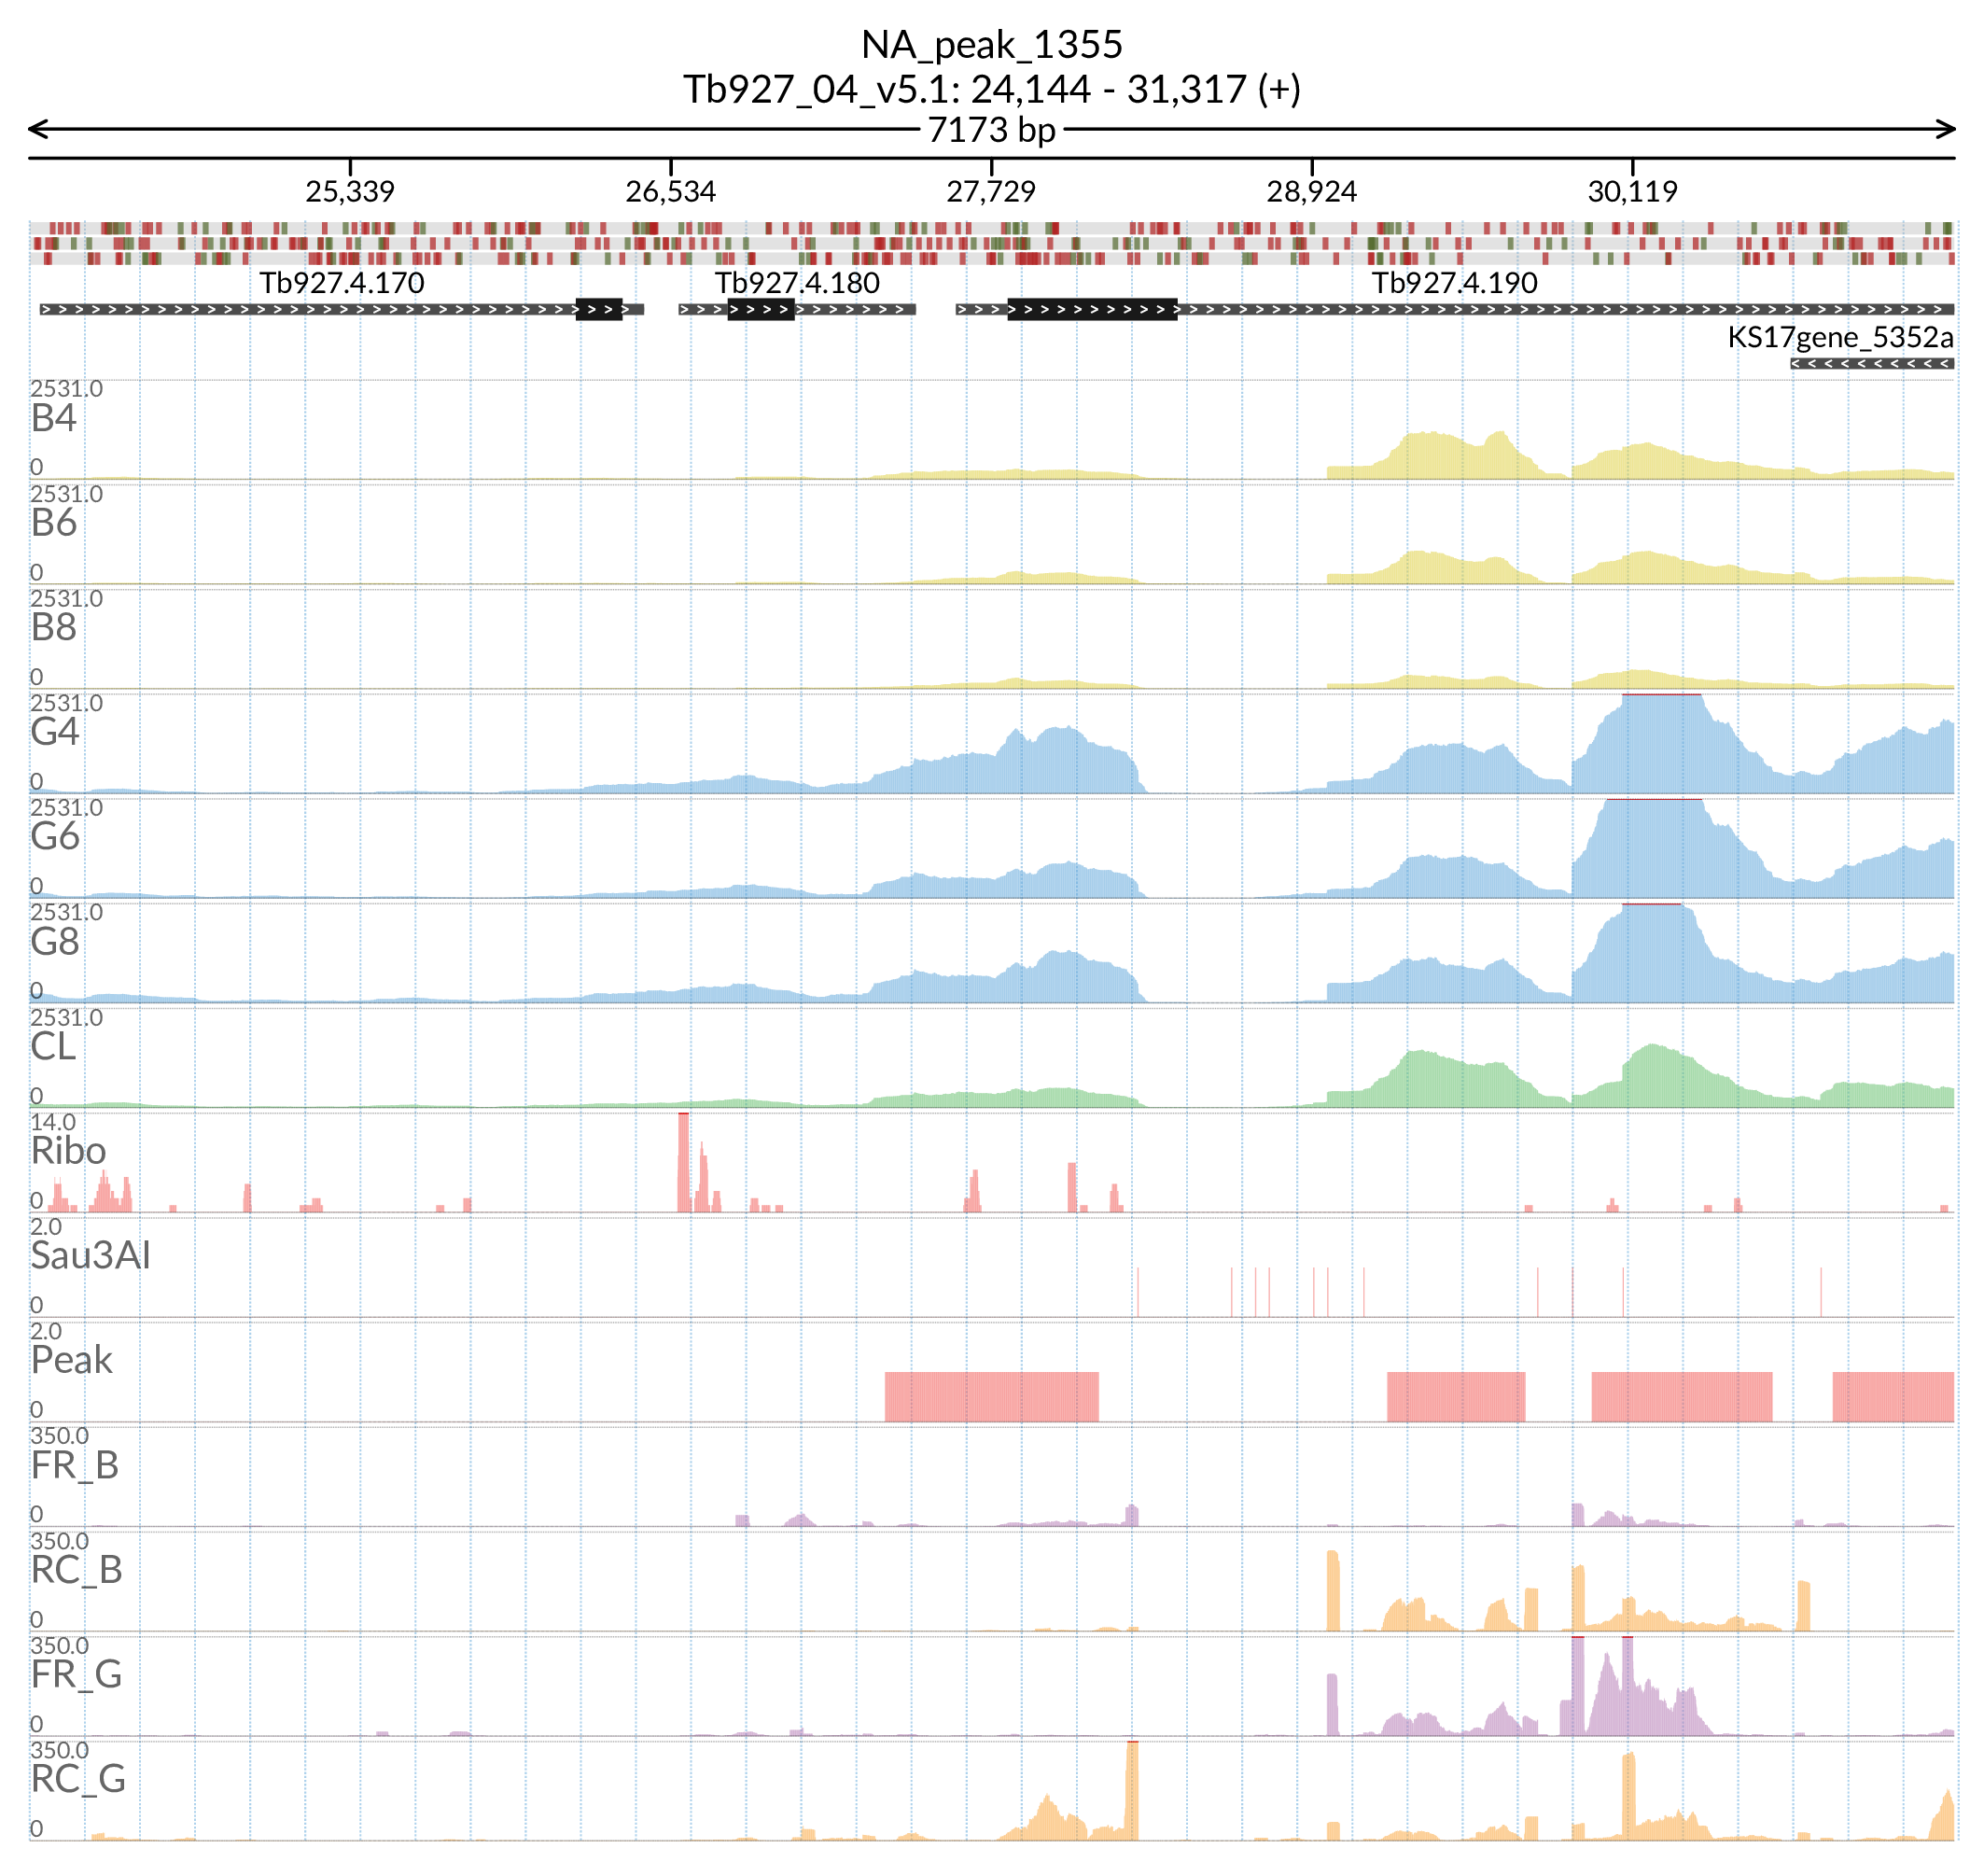 NA_peak_1355
Tb927_04_v5.1: 24,144 - 31,317 (+)
7173 bp
25,339 26,534 27,729 28,924 30,119
Tb927.4.170 Tb927.4.180 Tb927.4.190
KS17gene_5352a
2531.0
B4
0
2531.0
B6
0
2531.0
B8
0
2531.0
G4
0
2531.0
G6
0
2531.0
G8
0
2531.0
CL
0
14.0
Ribo
0
2.0
Sau3AI
0
2.0
Peak
0
350.0
FR_B
0
350.0
RC_B
0
350.0
FR_G
0
350.0
RC_G
0